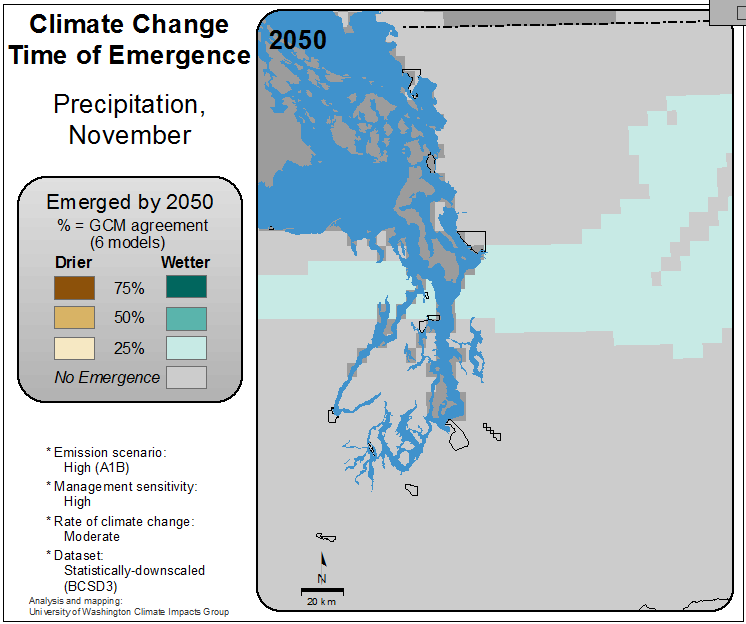 Climate Change
Time of Emergence
Precipitation,
November
Emerged by 2050
% = GCM agreement
(6 models)
Drier Wetter
75%
50%
25%
No Emergence
* Emission scenario:
High (A1B)
* Management sensitivity:
High
* Rate of climate change:
Moderate
* Dataset:
Statistically-downscaled
(BCSD3)
Analysis and mapping:
University of Washington Climate Impacts Group
2050
N
20 km